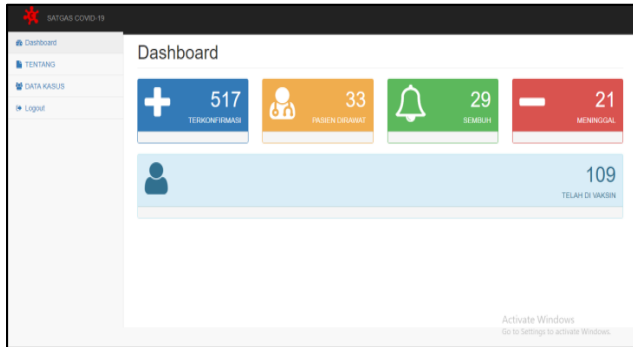 SATGAS COVID-19
Dashboard
TENTANG
DATA KASUS
Logout
Dashboard
517
TERKONFIRMASI
33
PASIEN DIRAWAT
29
SEMBUH
21
MENINGGAL
109
TELAH DI VAKSIN
Activate Windows
Go to Settings to activate Windows.